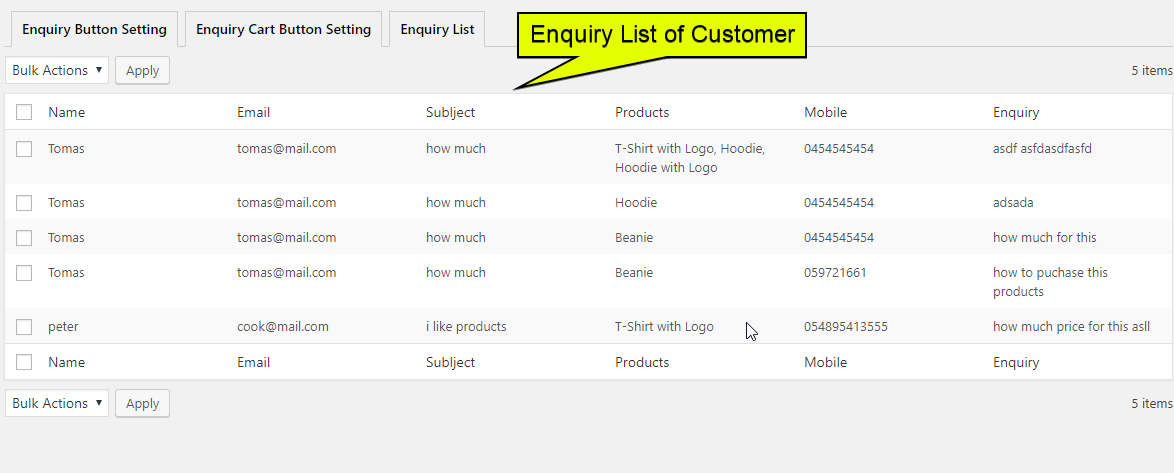 Enquiry Button Setting Enquiry Cart Button Setting Enquiry List
Enquiry List of Customer
Bulk Actions Apply 5 items
Name Email Subject Products Mobile Enquiry
Tomas tomas@mail.com how much T-Shirt with Logo, Hoodie, 0454545454 asdf asfdasdfasfd
Hoodie with Logo
Tomas tomas@mail.com how much Hoodie 0454545454 adsada
Tomas tomas@mail.com how much Beanie 0454545454 how much for this
Tomas tomas@mail.com how much Beanie 059721661 how to puchase this
products
peter cook@mail.com i like products T-Shirt with Logo 054895413555 how much price for this asll
Name Email Subject Products Mobile Enquiry
Bulk Actions Apply 5 items